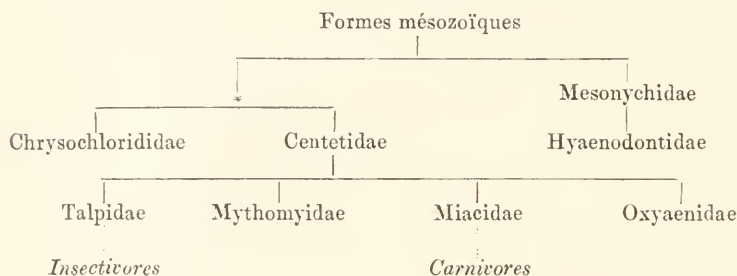 Formes mésozoïques
Mesonychidae
Chrysochlorididae Centetidae Hyaenodontidae
Talpidae Mythomyidae Miacidae Oxyaenidae
Insectivores Carnivores